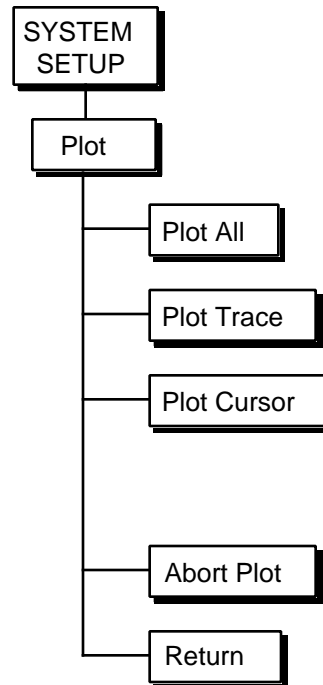 SYSTEM
SETUP
Plot
Plot All
Plot Trace
Plot Cursor
Abort Plot
Return